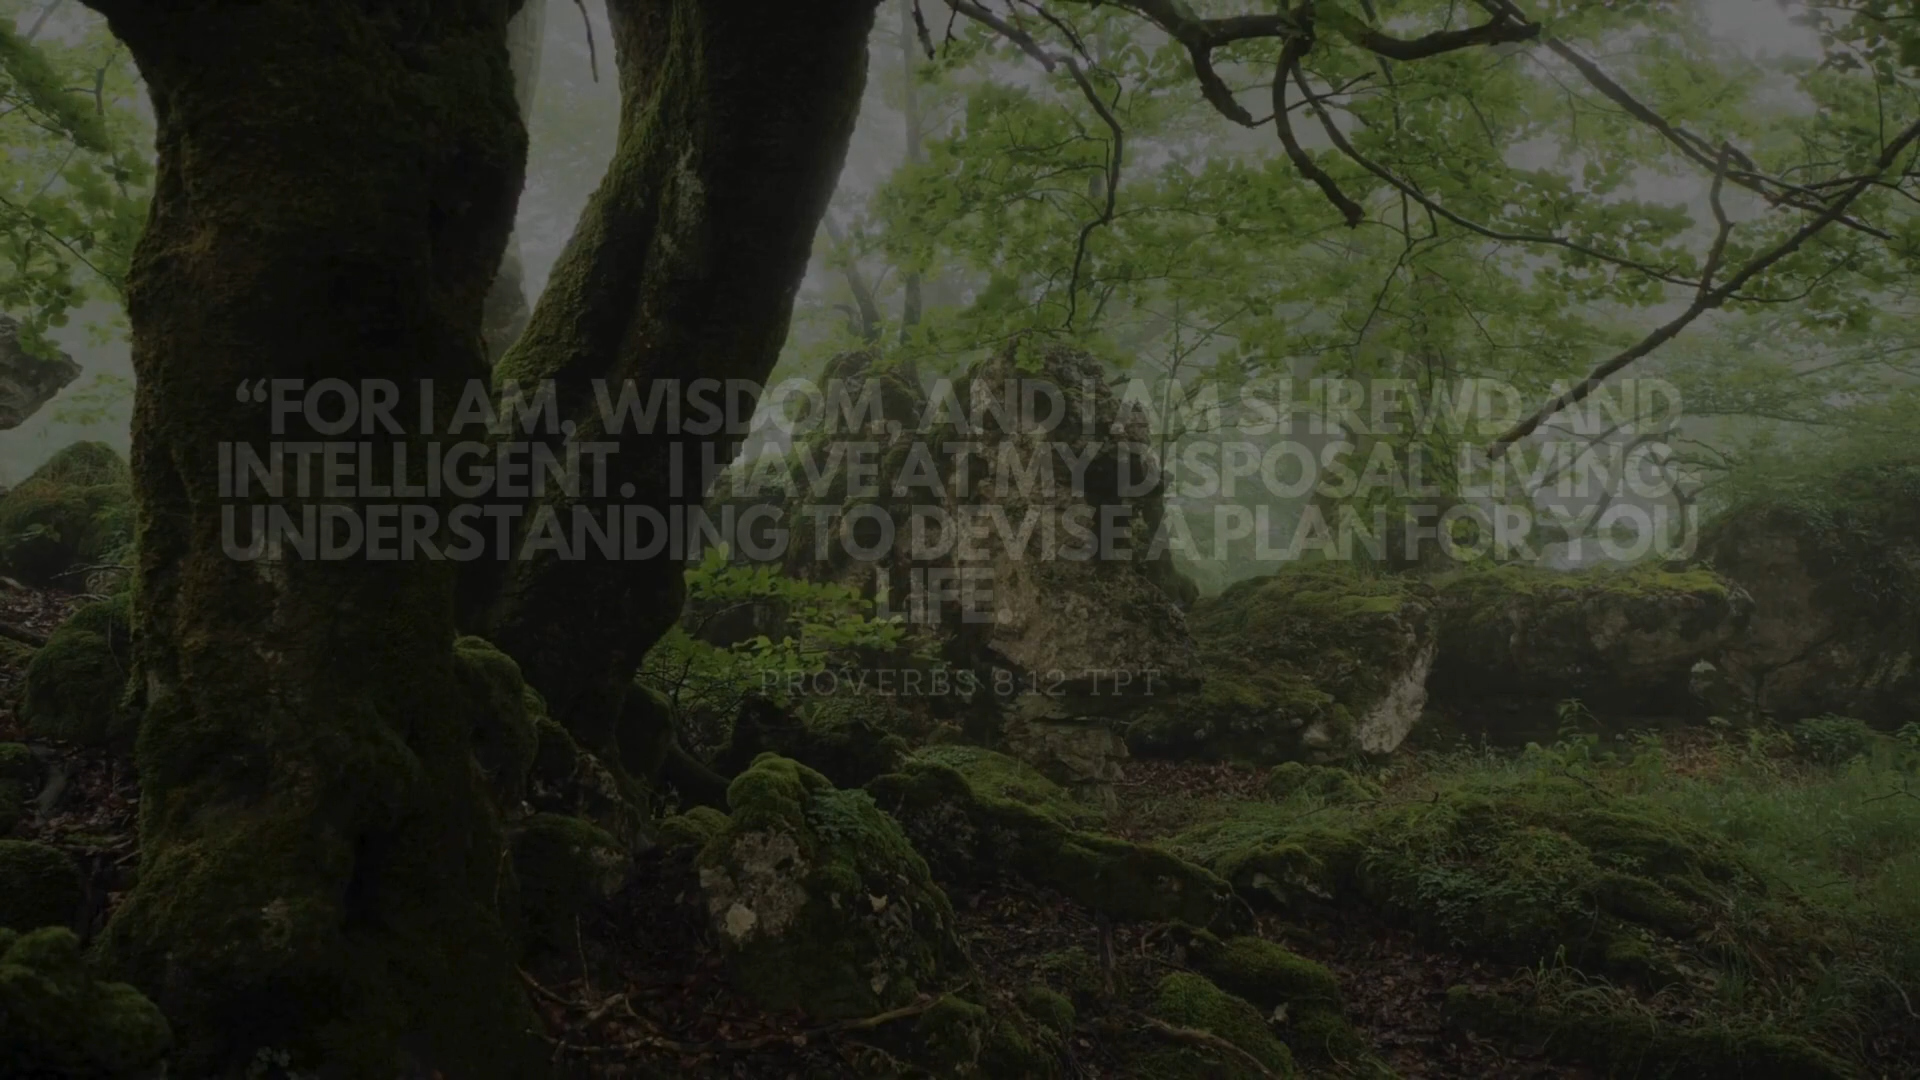 “FOR I AM, WISDOM, AND I AM SHREWD AND
INTELLIGENT. I HAVE AT MY DISPOSAL LIVING-
UNDERSTANDING TO DEVISE A PLAN FOR YOU
LIFE.
PROVERBS 8:12 TPT